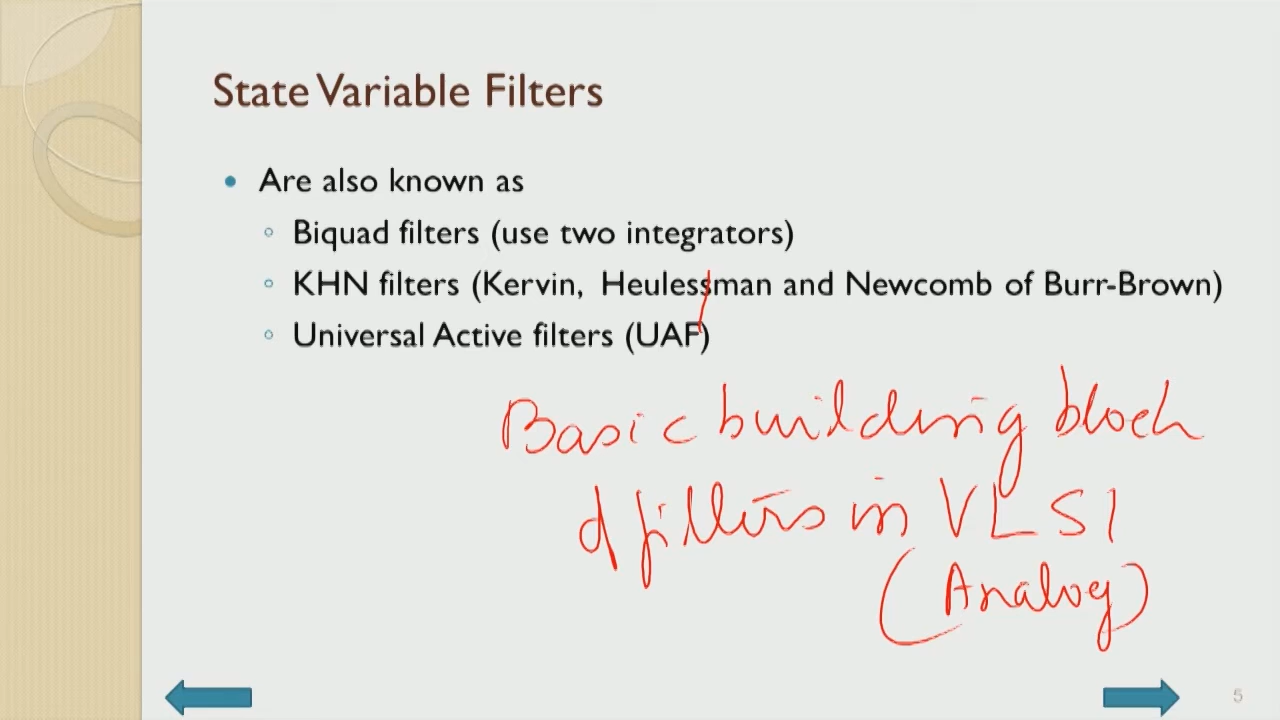 State Variable Filters
Are also known as
Biquad filters (use two integrators)
KHN filters (Kervin, Heulessman and Newcomb of Burr-Brown)
Universal Active filters (UAF)
Basic building block
of filters in VLSI
(Analog)
5